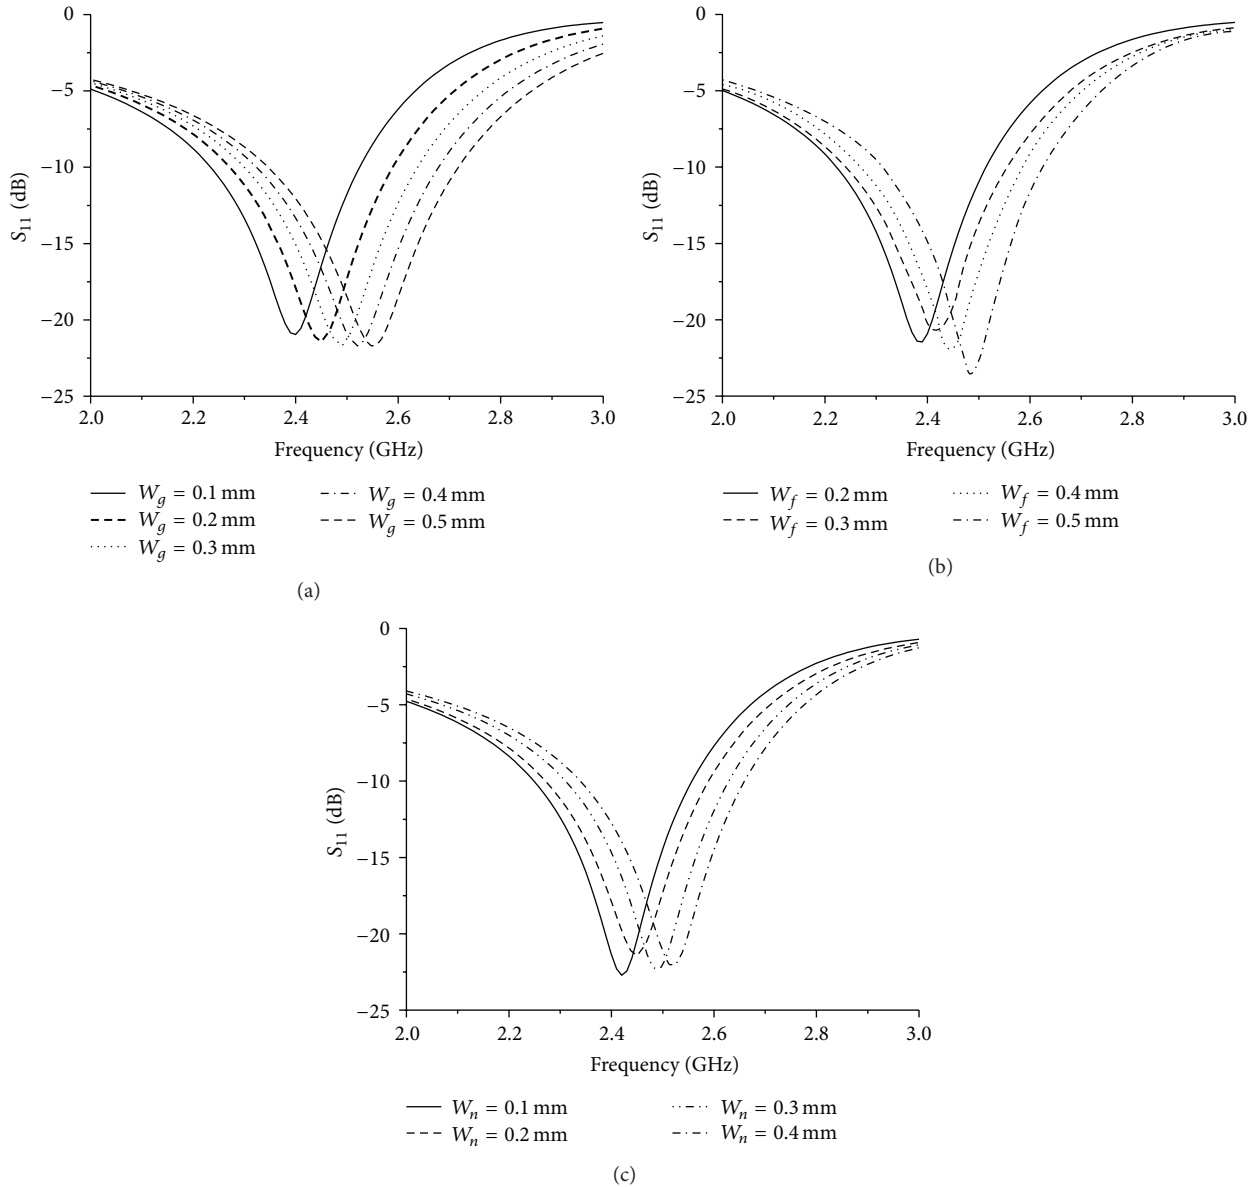 0
−5
−10
−15
−20
−25
S11 (dB)
2.0 2.2 2.4 2.6 2.8 3.0
Frequency (GHz)
Wg = 0.1 mm
Wg = 0.2 mm
Wg = 0.3 mm
Wg = 0.4 mm
Wg = 0.5 mm
(a)
0
−5
−10
−15
−20
−25
S11 (dB)
2.0 2.2 2.4 2.6 2.8 3.0
Frequency (GHz)
Wf = 0.2 mm
Wf = 0.3 mm
Wf = 0.4 mm
Wf = 0.5 mm
(b)
0
−5
−10
−15
−20
−25
S11 (dB)
2.0 2.2 2.4 2.6 2.8 3.0
Frequency (GHz)
Wn = 0.1 mm
Wn = 0.2 mm
Wn = 0.3 mm
Wn = 0.4 mm
(c)